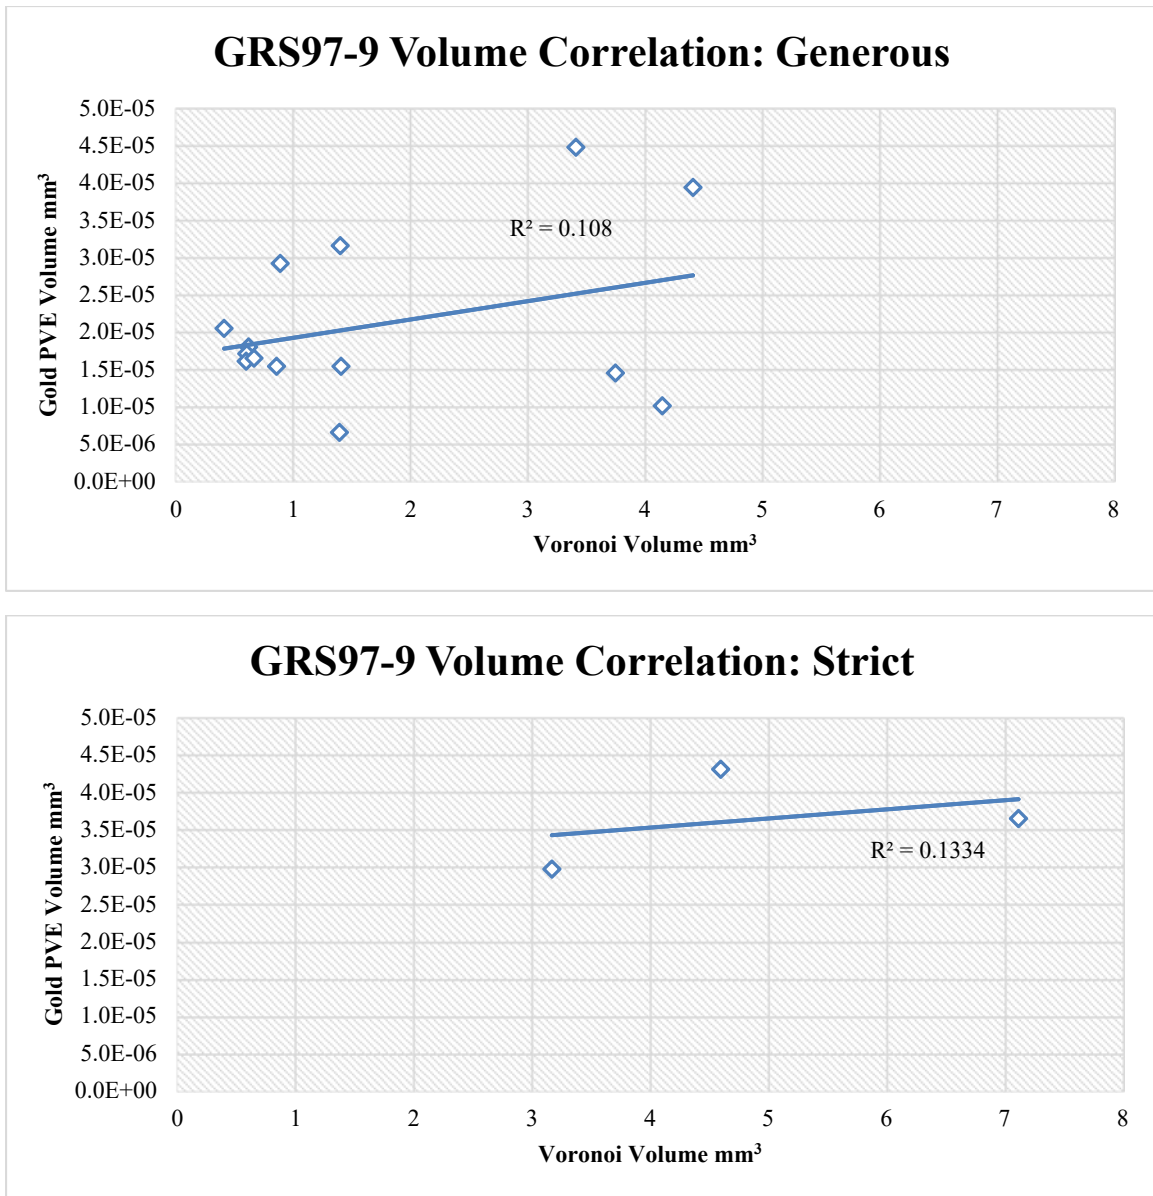 GRS97-9 Volume Correlation: Generous
5.0E-05
4.5E-05
4.0E-05
3.5E-05
3.0E-05
2.5E-05
2.0E-05
1.5E-05
1.0E-05
5.0E-06
0.0E+00
Gold PVE Volume mm³
R² = 0.108
0 1 2 3 4 5 6 7 8
Voronoi Volume mm³
GRS97-9 Volume Correlation: Strict
5.0E-05
4.5E-05
4.0E-05
3.5E-05
3.0E-05
2.5E-05
2.0E-05
1.5E-05
1.0E-05
5.0E-06
0.0E+00
Gold PVE Volume mm³
R² = 0.1334
0 1 2 3 4 5 6 7 8
Voronoi Volume mm³